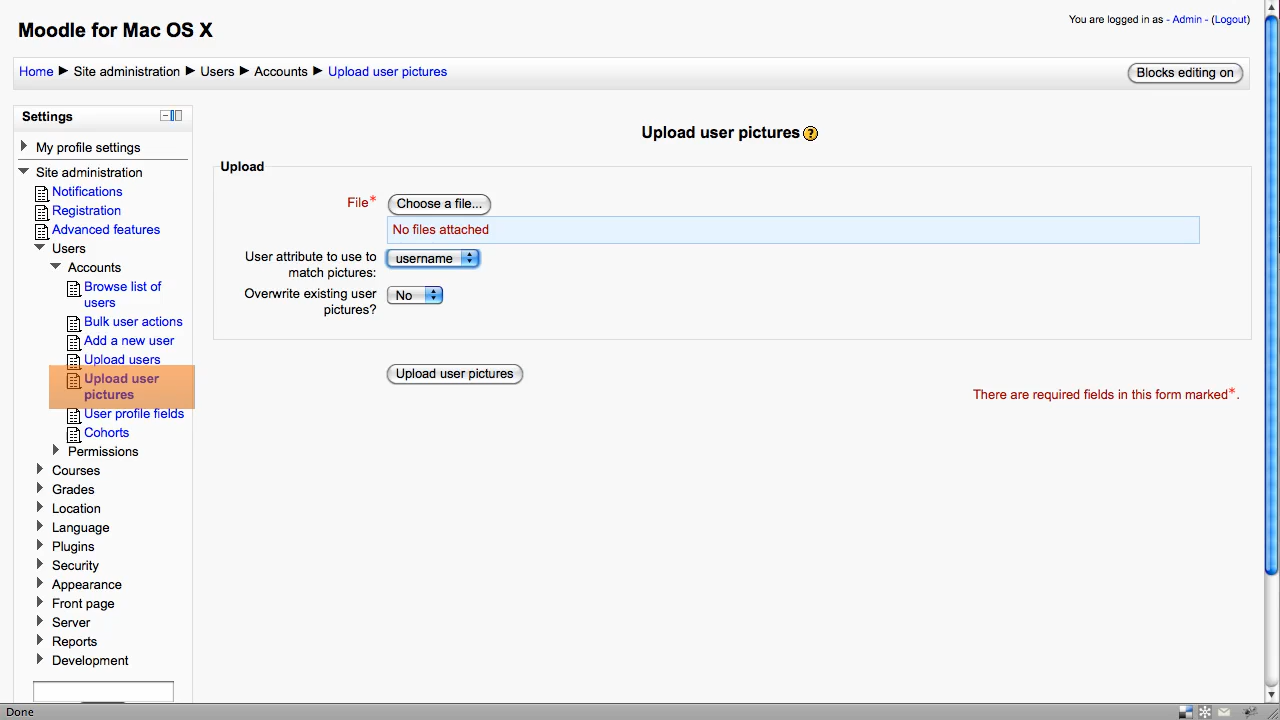 Moodle for Mac OS X
You are logged in as - Admin - (Logout)
Home ► Site administration ► Users ► Accounts ► Upload user pictures
Blocks editing on
Settings
My profile settings
Site administration
Notifications
Registration
Advanced features
Users
Accounts
Browse list of
users
Bulk user actions
Add a new user
Upload users
Upload user
pictures
User profile fields
Cohorts
Permissions
Courses
Grades
Location
Language
Plugins
Security
Appearance
Front page
Server
Reports
Development
Upload user pictures ?
Upload
File* Choose a file...
No files attached
User attribute to use to
match pictures: username
Overwrite existing user
pictures? No
Upload user pictures
There are required fields in this form marked*.
Done